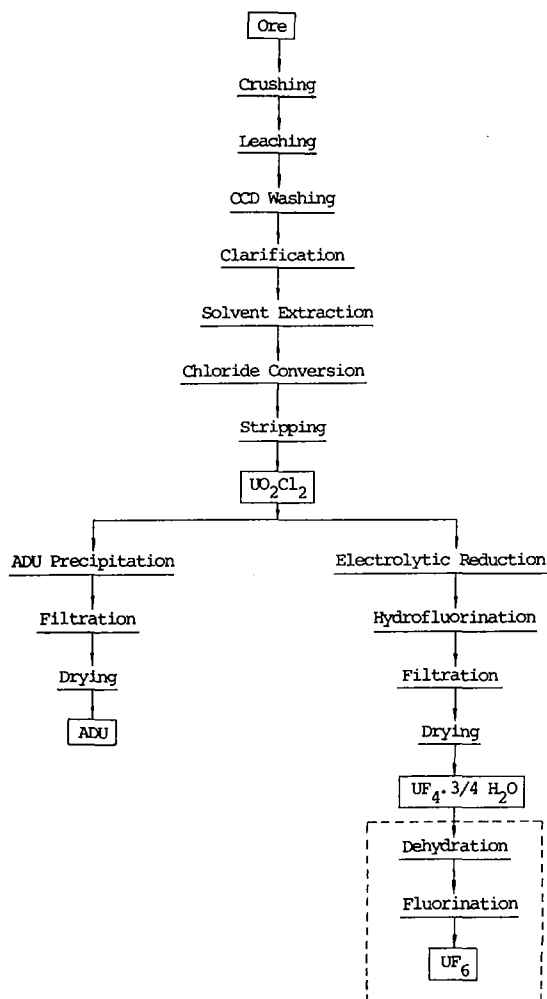 Ore
Crushing
Leaching
CCD Washing
Clarification
Solvent Extraction
Chloride Conversion
Stripping
UO₂Cl₂
ADU Precipitation
Filtration
Drying
ADU
Electrolytic Reduction
Hydrofluorination
Filtration
Drying
UF₄.3/4 H₂O
Dehydration
Fluorination
UF₆